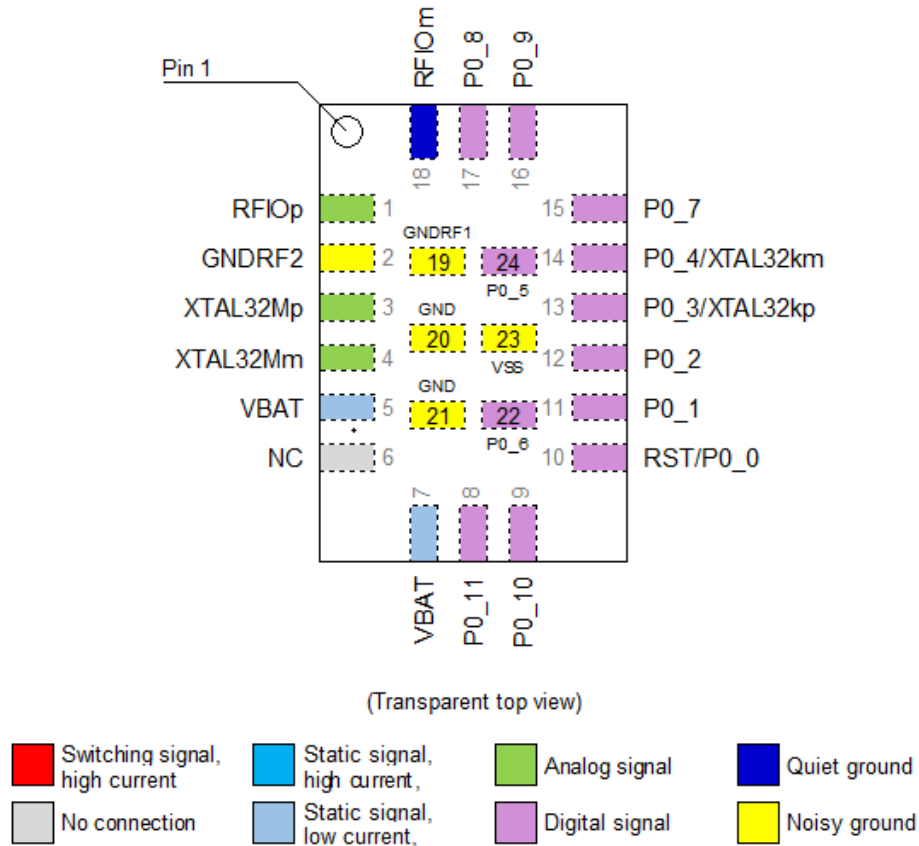 Pin 1
RFIOm
P0_8
P0_9
18
17
16
RFIOp
1
15
P0_7
GNDRF2
2
GNDRF1
19
24
P0_5
14
P0_4/XTAL32km
XTAL32Mp
3
13
P0_3/XTAL32kp
GND
20
23
VSS
XTAL32Mm
4
12
P0_2
VBAT
5
GND
21
22
P0_6
11
P0_1
NC
6
10
RST/P0_0
7
8
9
VBAT
P0_11
P0_10
(Transparent top view)
Switching signal,
high current
Static signal,
high current,
Analog signal
Quiet ground
No connection
Static signal,
low current,
Digital signal
Noisy ground